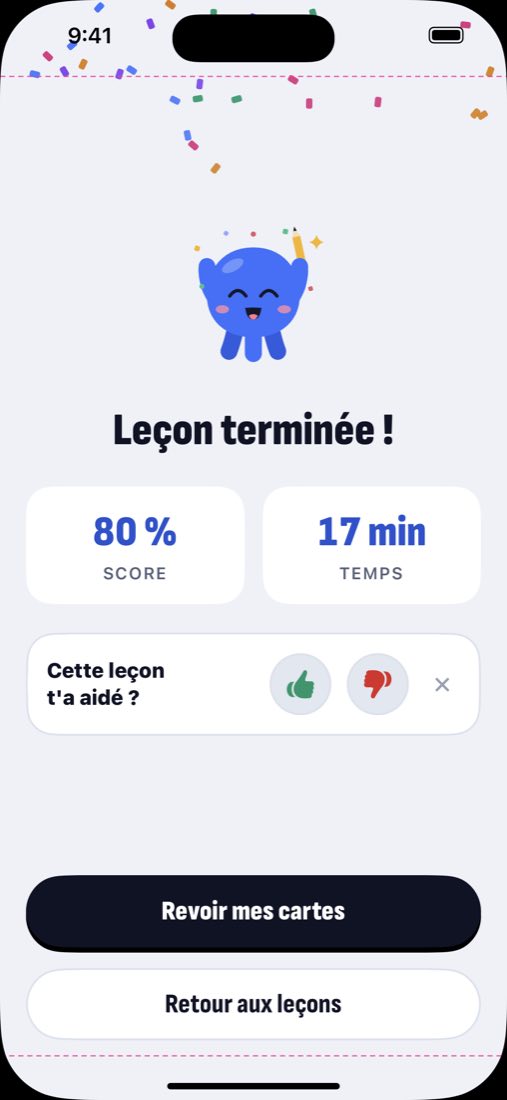 9:41
Leçon terminée !
80 %
SCORE
17 min
TEMPS
Cette leçon
t'a aidé ?
Revoir mes cartes
Retour aux leçons